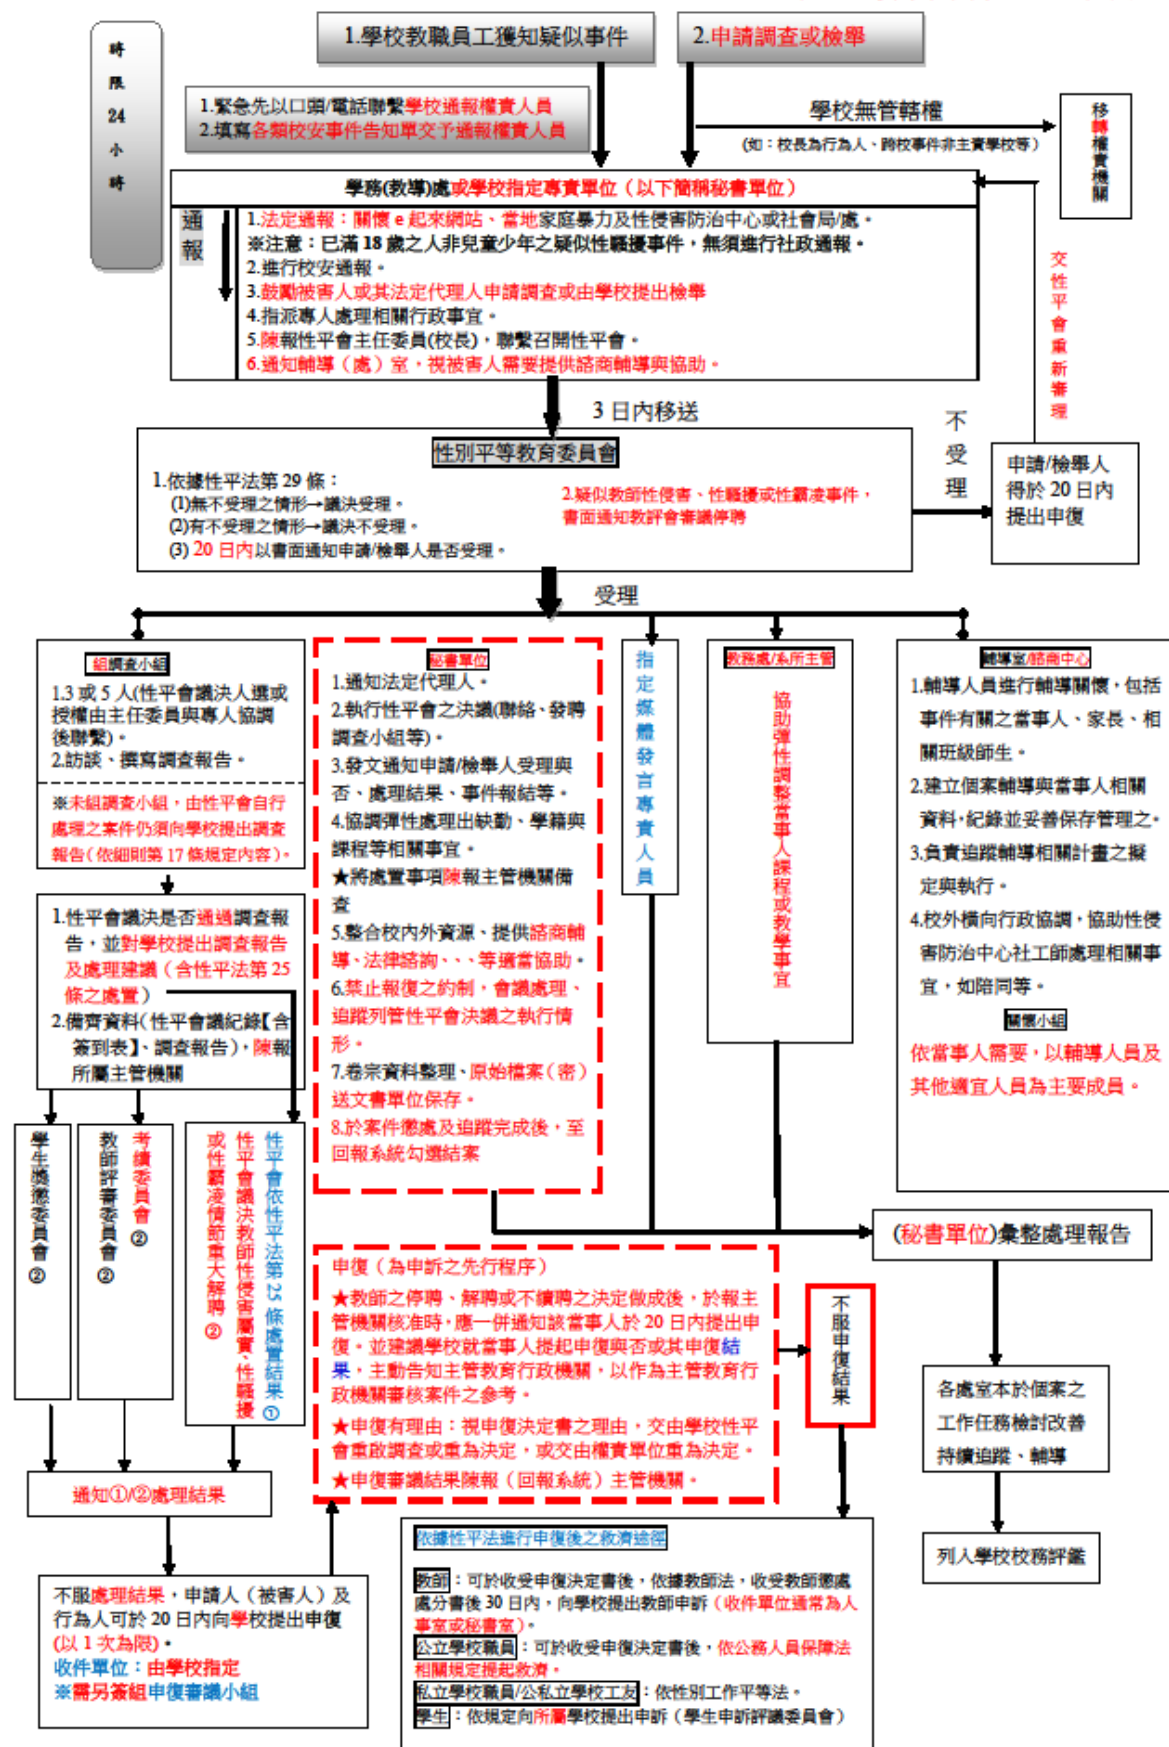 時
限
24
小
時
1.學校教職員工獲知疑似事件
2.申請調查或檢舉
1.緊急先以口頭/電話聯繫學校通報權責人員
2.填寫各類校安事件告知單交予通報權責人員
學校無管轄權
(如：校長為行為人、跨校事件非主責學校等)
移轉權責機關
學務(教導)處或學校指定專責單位（以下簡稱秘書單位）
通報
1.法定通報：關懷 e 起來網站、當地家庭暴力及性侵害防治中心或社會局/處。
※注意：已滿 18 歲之人非兒童少年之疑似性騷擾事件，無須進行社政通報。
2.進行校安通報。
3.鼓勵被害人或其法定代理人申請調查或由學校提出檢舉
4.指派專人處理相關行政事宜。
5.陳報性平會主任委員(校長)，聯繫召開性平會。
6.通知輔導（處）室，視被害人需要提供諮商輔導與協助。
交性平會重新審理
3 日內移送
性別平等教育委員會
1.依據性平法第 29 條：
(1)無不受理之情形→議決受理。
(2)有不受理之情形→議決不受理。
(3) 20 日內以書面通知申請/檢舉人是否受理。
2.疑似教師性侵害、性騷擾或性霸凌事件，
書面通知教評會審議停聘
不受理
申請/檢舉人
得於 20 日內
提出申復
受理
組調查小組
1.3 或 5 人(性平會議決人選或
授權由主任委員與專人協調
後聯繫)。
2.訪談、撰寫調查報告。
※未組調查小組，由性平會自行
處理之案件仍須向學校提出調查
報告(依細則第 17 條規定內容)。
1.性平會議決是否通過調查報
告，並對學校提出調查報告
及處理建議（含性平法第 25
條之處置）
2.備齊資料(性平會議紀錄【含
簽到表】、調查報告)，陳報
所屬主管機關
秘書單位
1.通知法定代理人。
2.執行性平會之決議(聯絡、發聘
調查小組等)。
3.發文通知申請/檢舉人受理與
否、處理結果、事件報結等。
4.協調彈性處理出缺勤、學籍與
課程等相關事宜。
★將處置事項陳報主管機關備
查
5.整合校內外資源、提供諮商輔
導、法律諮詢、、、等適當協助。
6.禁止報復之約制，會議處理、
追蹤列管性平會決議之執行情
形。
7.卷宗資料整理、原始檔案（密）
送文書單位保存。
8.於案件懲處及追蹤完成後，至
回報系統勾選結案
指定媒體發言專責人員
教務處/系所主管
協助彈性調整當事人課程或教學事宜
輔導室/諮商中心
1.輔導人員進行輔導關懷，包括
事件有關之當事人、家長、相
關班級師生。
2.建立個案輔導與當事人相關
資料，紀錄並妥善保存管理之。
3.負責追蹤輔導相關計畫之擬
定與執行。
4.校外橫向行政協調，協助性侵
害防治中心社工師處理相關事
宜，如陪同等。
關懷小組
依當事人需要，以輔導人員及
其他適宜人員為主要成員。
學生獎懲委員會②
考績委員會②
教師評審委員會②
性平會依性平法第 25 條處置結果①
性平會議決教師性侵害屬實、性騷擾
或性霸凌情節重大解聘②
(秘書單位)彙整處理報告
申復（為申訴之先行程序）
★教師之停聘、解聘或不續聘之決定做成後，於報主
管機關核准時，應一併通知該當事人於 20 日內提出申
復。並建議學校就當事人提起申復與否或其申復結
果，主動告知主管教育行政機關，以作為主管教育行
政機關審核案件之參考。
★申復有理由：視申復決定書之理由，交由學校性平
會重啟調查或重為決定，或交由權責單位重為決定。
★申復審議結果陳報（回報系統）主管機關。
不服申復結果
各處室本於個案之
工作任務檢討改善
持續追蹤、輔導
通知①/②處理結果
列入學校校務評鑑
不服處理結果，申請人（被害人）及
行為人可於 20 日內向學校提出申復
(以 1 次為限)。
收件單位：由學校指定
※需另簽組申復審議小組
依據性平法進行申復後之救濟途徑
教師：可於收受申復決定書後，依據教師法，收受教師懲處
處分書後 30 日內，向學校提出教師申訴（收件單位通常為人
事室或秘書室）。
公立學校職員：可於收受申復決定書後，依公務人員保障法
相關規定提起救濟。
私立學校職員/公私立學校工友：依性別工作平等法。
學生：依規定向所屬學校提出申訴（學生申訴評議委員會）